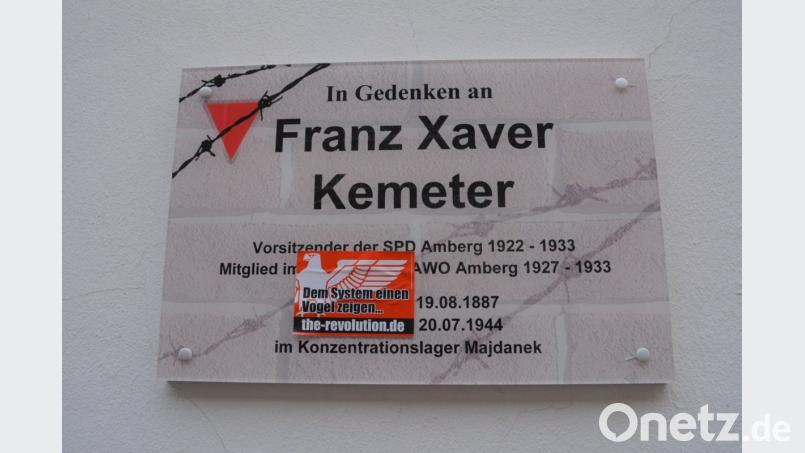 In Gedenken an
Franz Xaver
Kemeter
Vorsitzender der SPD Amberg 1922 - 1933
Mitglied im AWO Amberg 1927 - 1933
Dem System einen
Vogel zeigen...
the-revolution.de
19.08.1887
20.07.1944
im Konzentrationslager Majdanek
Onetz.de